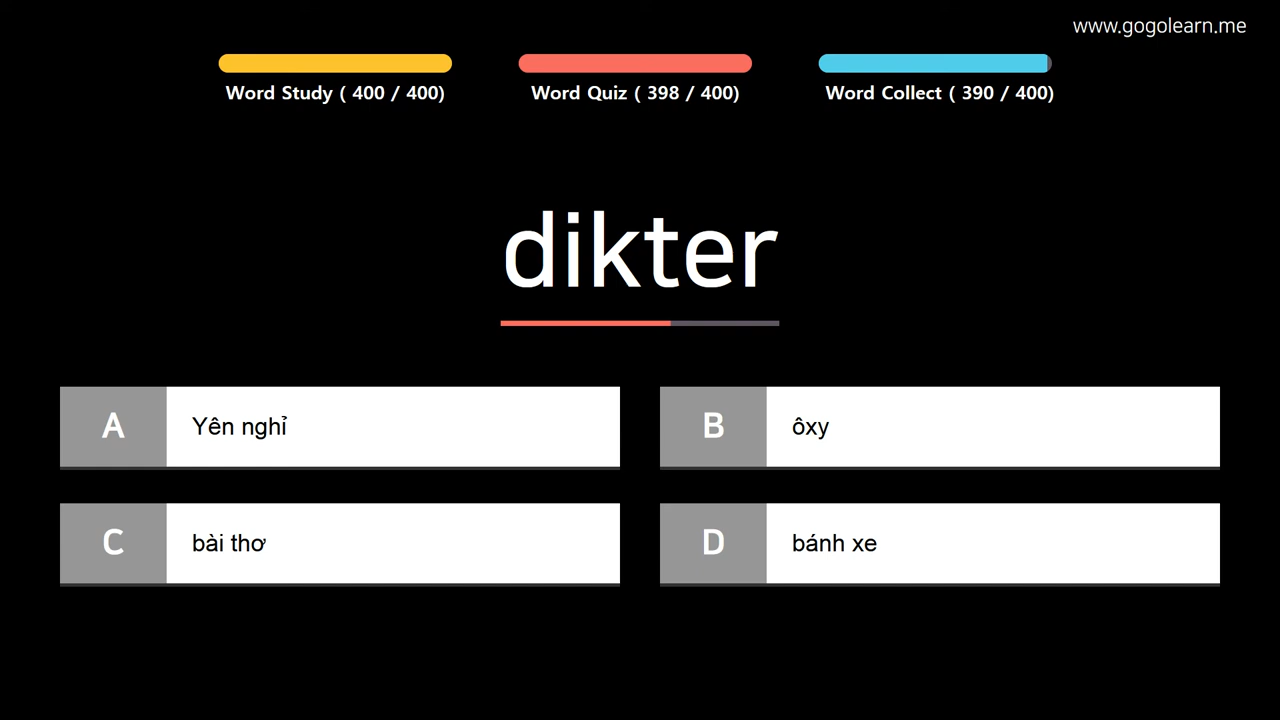 www.gogolearn.me
Word Study ( 400 / 400)
Word Quiz ( 398 / 400)
Word Collect ( 390 / 400)
dikter
A
Yên nghỉ
B
ôxy
C
bài thơ
D
bánh xe